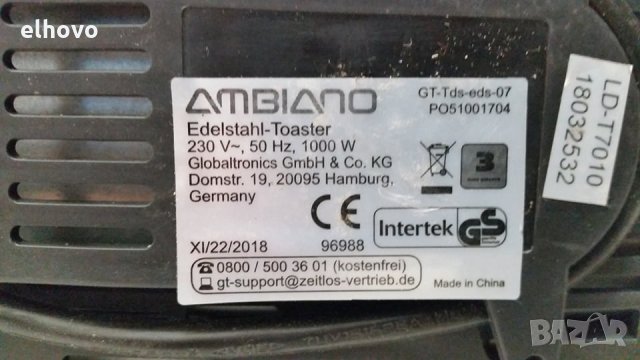 elhovo
AMBIANO
GT-Tds-eds-07
PO51001704
Edelstahl-Toaster
230 V~, 50 Hz, 1000 W
Globaltronics GmbH & Co. KG
Domstr. 19, 20095 Hamburg,
Germany
3
CE
Intertek
GS
XI/22/2018
96988
0800 / 500 36 01 (kostenfrei)
gt-support@zeitlos-vertrieb.de
Made in China
LD-T7010
18032532
BAZAR